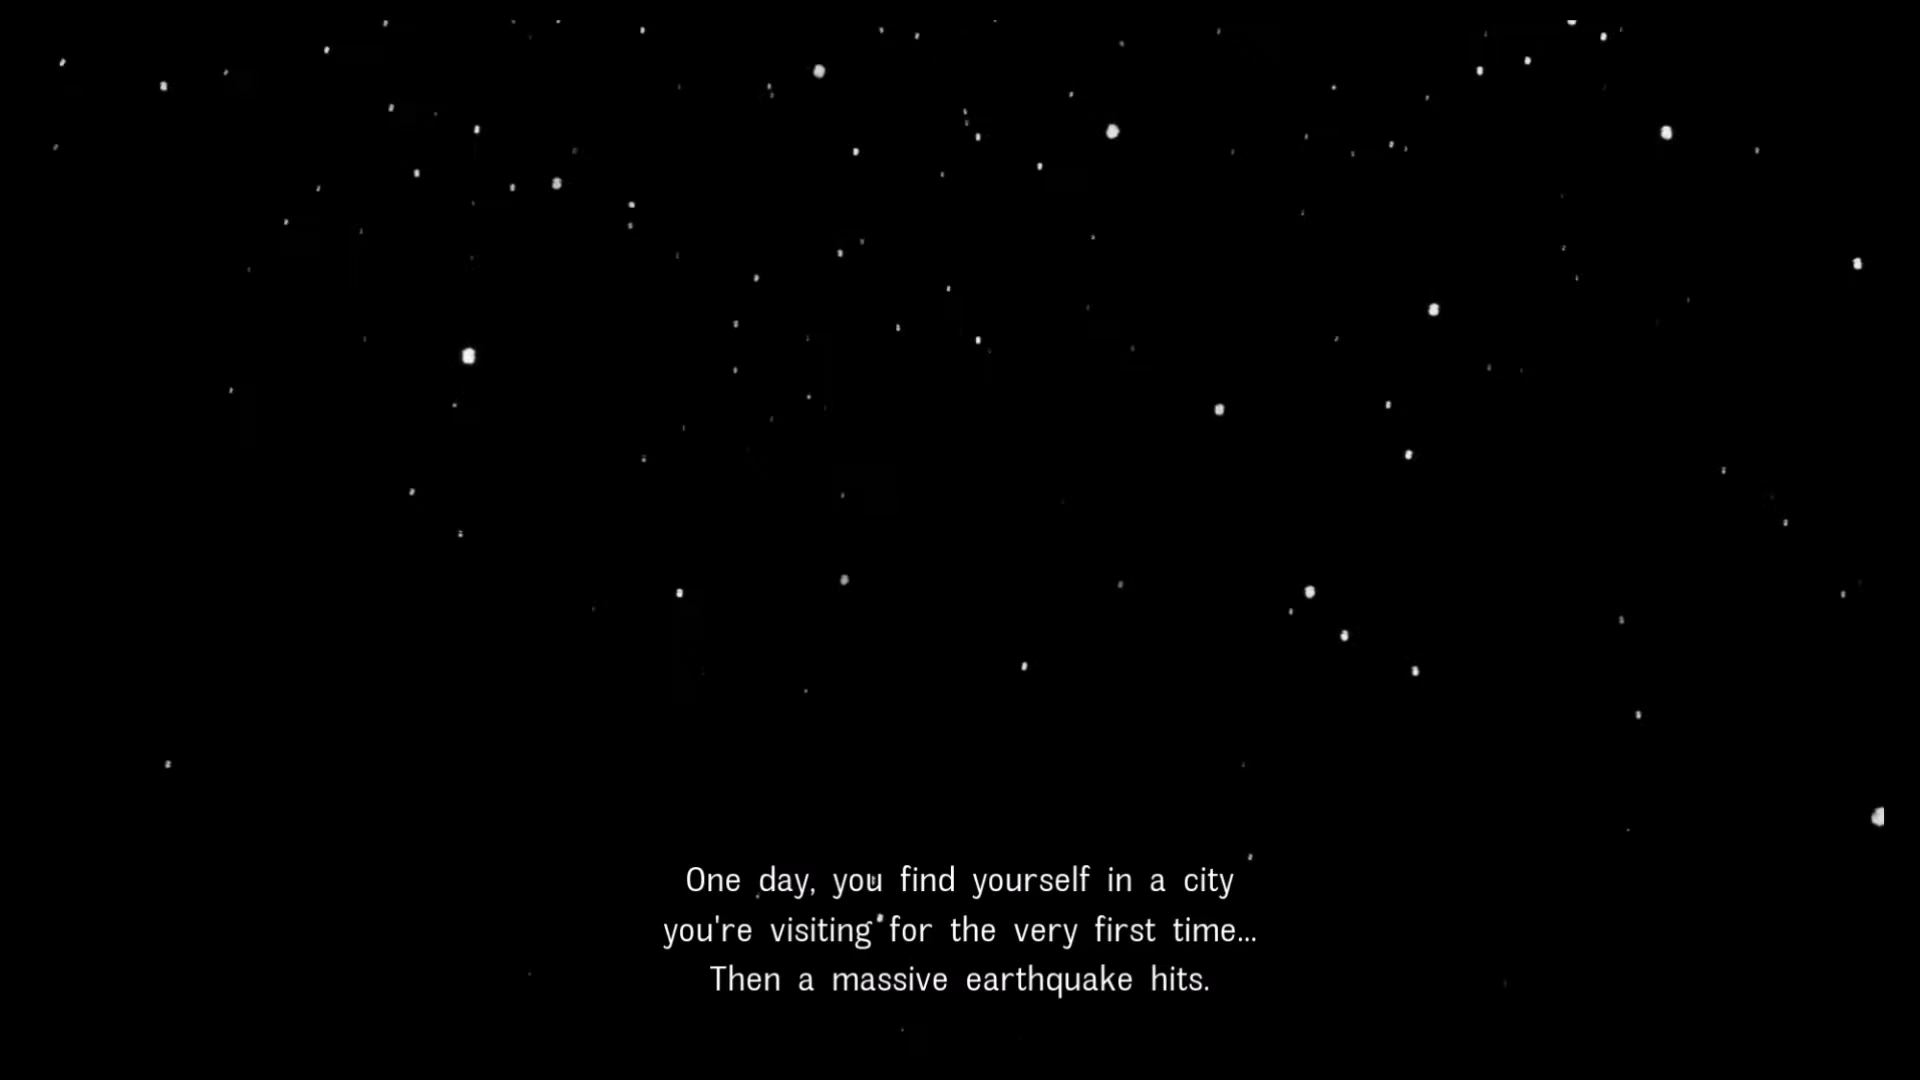 One day, you find yourself in a city
you're visiting for the very first time...
Then a massive earthquake hits.